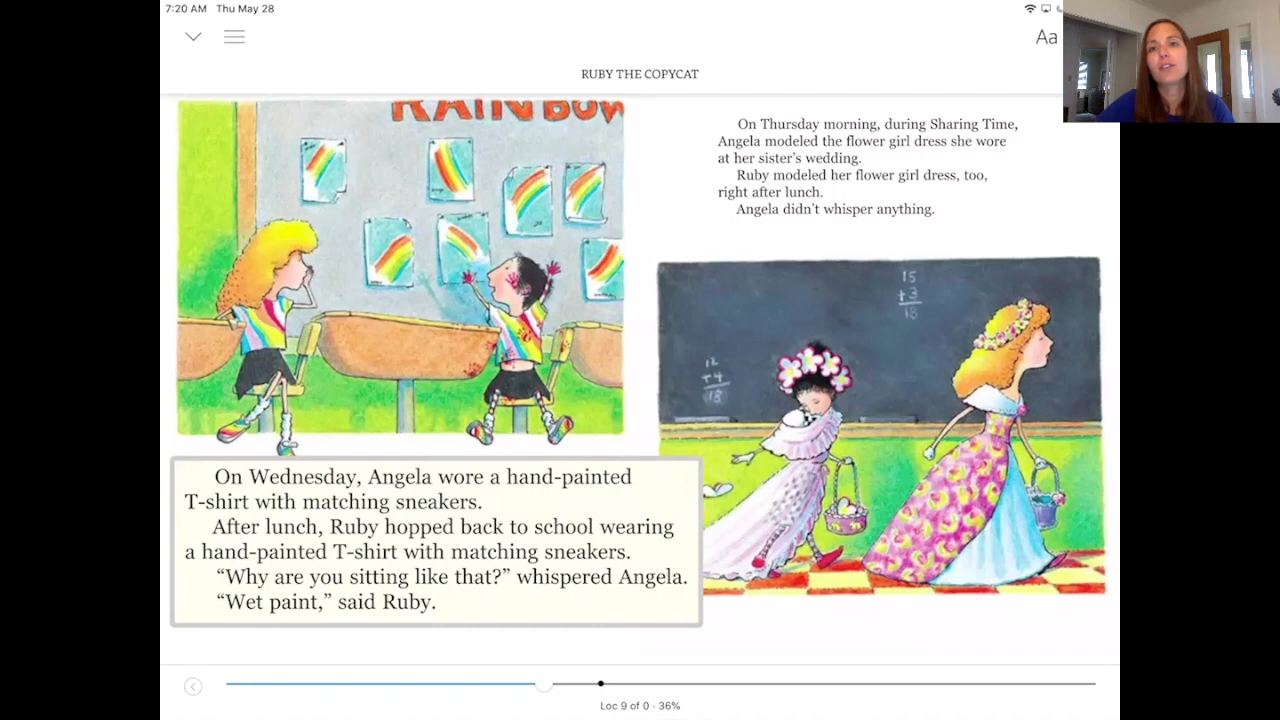 7:20 AM Thu May 28
Aa
RUBY THE COPYCAT
RAINBOW
On Wednesday, Angela wore a hand-painted
T-shirt with matching sneakers.
After lunch, Ruby hopped back to school wearing
a hand-painted T-shirt with matching sneakers.
“Why are you sitting like that?” whispered Angela.
“Wet paint,” said Ruby.
On Thursday morning, during Sharing Time,
Angela modeled the flower girl dress she wore
at her sister’s wedding.
Ruby modeled her flower girl dress, too,
right after lunch.
Angela didn’t whisper anything.
15
+3
18
+4
18
Loc 9 of 0 · 36%